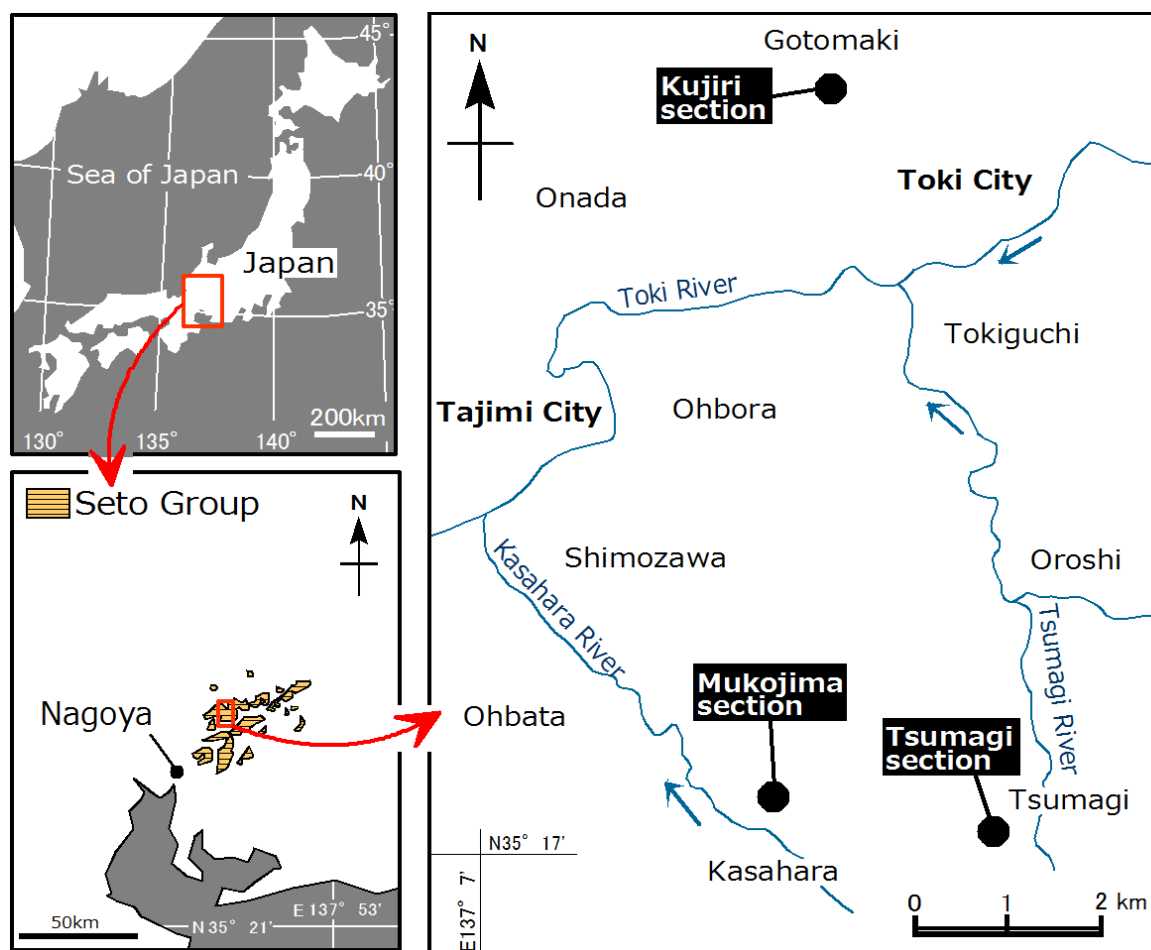 45°
Sea of Japan
40°
Japan
35°
200km
130°
135°
140°
Seto Group
N
Nagoya
50km
N 35° 21'
E 137° 53'
N
Gotomaki
Kujiri
section
Toki City
Onada
Toki River
Tokiguchi
Tajimi City
Ohbora
Shimozawa
Kasahara River
Oroshi
Tsumagi River
Mukojima
section
Ohbata
Tsumagi
section
Tsumagi
N35° 17'
E137° 7'
Kasahara
0 1 2 km